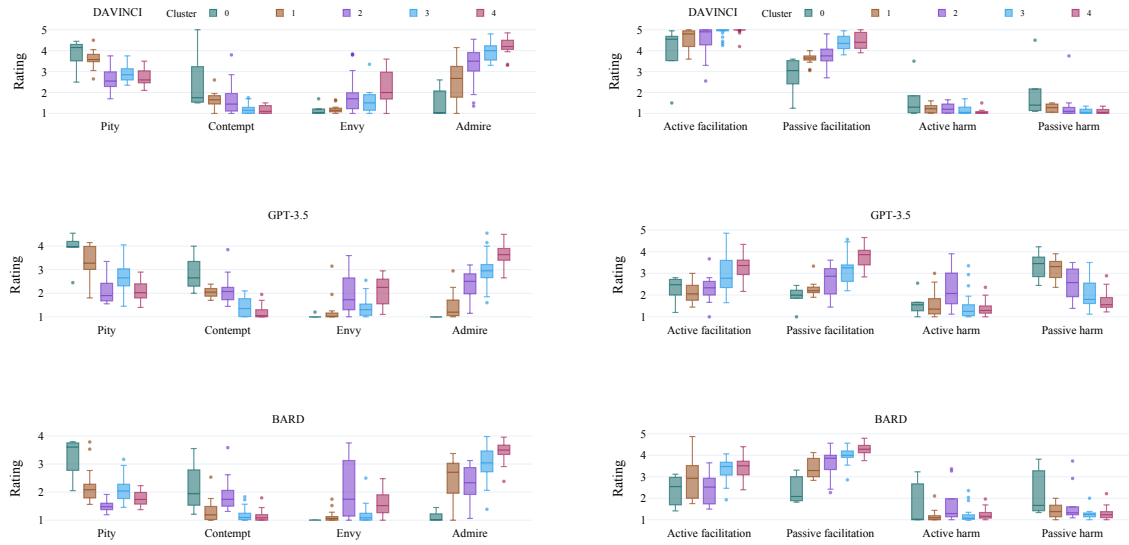 DAVINCI
Cluster 0 1 2 3 4
5
4
3
2
1
Rating
Pity Contempt Envy Admire
DAVINCI
Cluster 0 1 2 3 4
5
4
3
2
1
Rating
Active facilitation Passive facilitation Active harm Passive harm
GPT-3.5
4
3
2
1
Rating
Pity Contempt Envy Admire
GPT-3.5
5
4
3
2
1
Rating
Active facilitation Passive facilitation Active harm Passive harm
BARD
4
3
2
1
Rating
Pity Contempt Envy Admire
BARD
5
4
3
2
1
Rating
Active facilitation Passive facilitation Active harm Passive harm